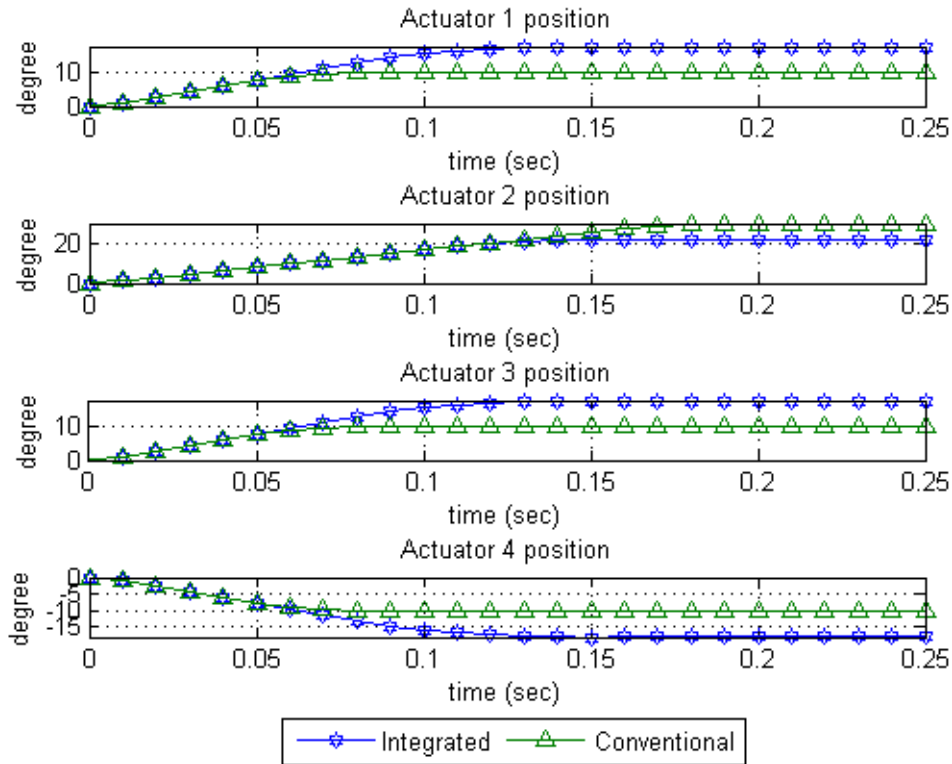 Actuator 1 position
degree
10
0
0 0.05 0.1 0.15 0.2 0.25
time (sec)
Actuator 2 position
degree
20
0
0 0.05 0.1 0.15 0.2 0.25
time (sec)
Actuator 3 position
degree
10
0
0 0.05 0.1 0.15 0.2 0.25
time (sec)
Actuator 4 position
degree
0
-5
-10
-15
0 0.05 0.1 0.15 0.2 0.25
time (sec)
Integrated Conventional